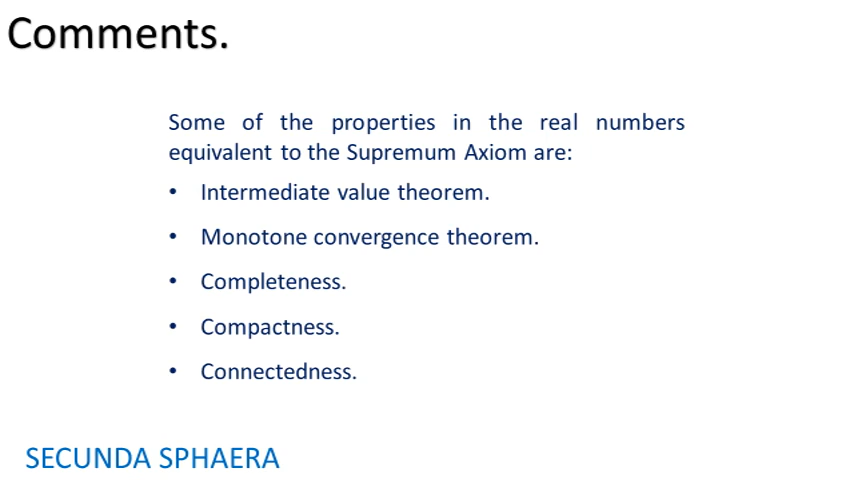 Comments.
Some of the properties in the real numbers
equivalent to the Supremum Axiom are:
• Intermediate value theorem.
• Monotone convergence theorem.
• Completeness.
• Compactness.
• Connectedness.
SECUNDA SPHAERA